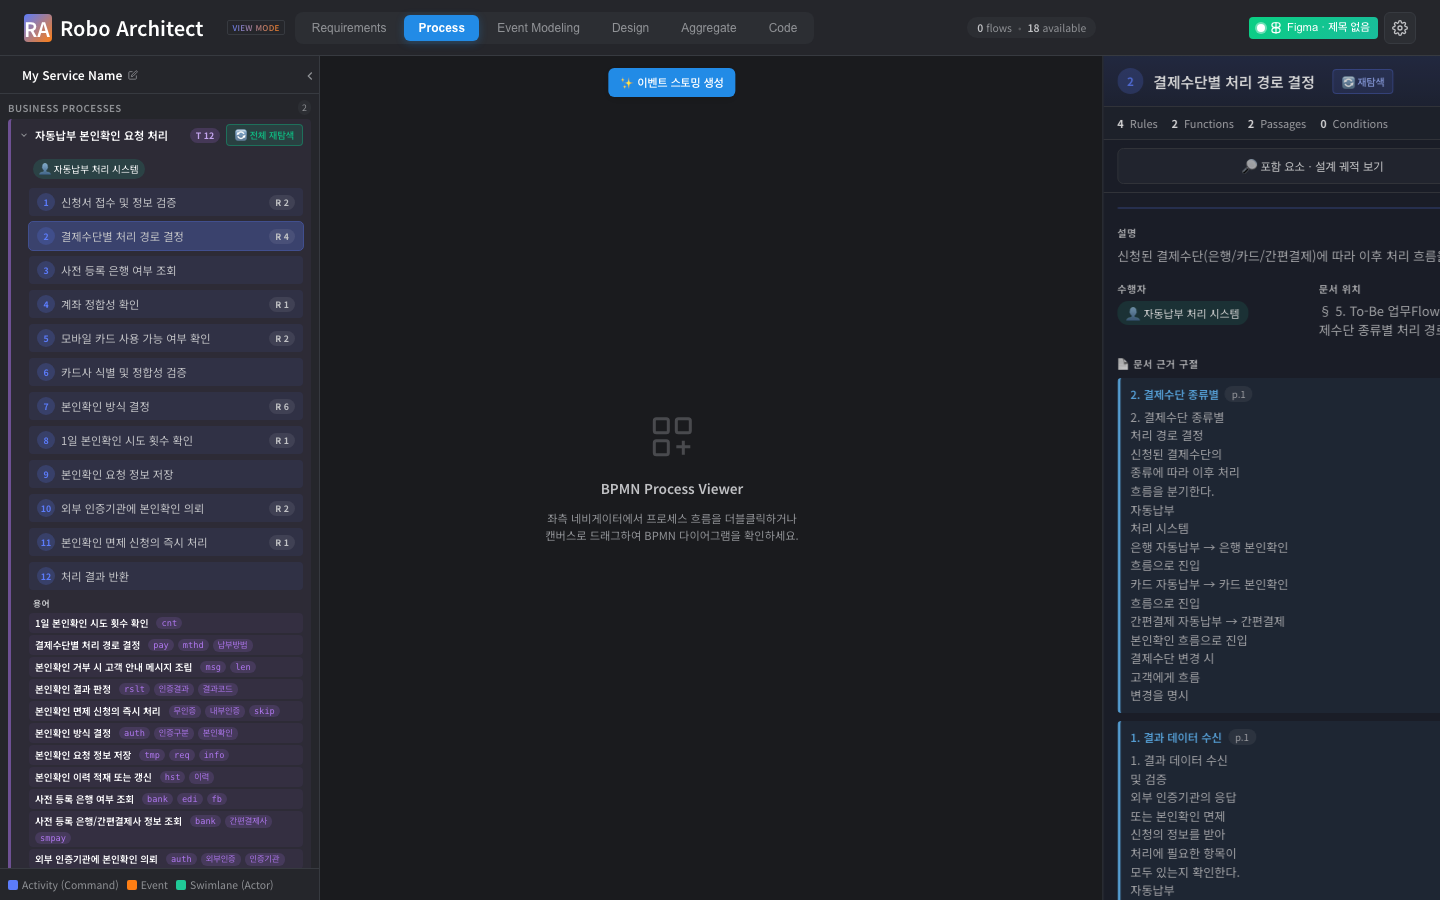 RA Robo Architect VIEW MODE Requirements Process Event Modeling Design Aggregate Code 0 flows · 18 available Figma · 제목 없음
My Service Name
BUSINESS PROCESSES 2
자동납부 본인확인 요청 처리 T 12 전체 재탐색
자동납부 처리 시스템
1 신청서 접수 및 정보 검증 R 2
2 결제수단별 처리 경로 결정 R 4
3 사전 등록 은행 여부 조회
4 계좌 정합성 확인 R 1
5 모바일 카드 사용 가능 여부 확인 R 2
6 카드사 식별 및 정합성 검증
7 본인확인 방식 결정 R 6
8 1일 본인확인 시도 횟수 확인 R 1
9 본인확인 요청 정보 저장
10 외부 인증기관에 본인확인 의뢰 R 2
11 본인확인 면제 신청의 즉시 처리 R 1
12 처리 결과 반환
용어
1일 본인확인 시도 횟수 확인 cnt
결제수단별 처리 경로 결정 pay mthd 납부방법
본인확인 거부 시 고객 안내 메시지 조립 msg len
본인확인 결과 판정 rslt 인증결과 결과코드
본인확인 면제 신청의 즉시 처리 무인증 내부인증 skip
본인확인 방식 결정 auth 인증구분 본인확인
본인확인 요청 정보 저장 tmp req info
본인확인 이력 적재 또는 갱신 hst 이력
사전 등록 은행 여부 조회 bank edi fb
사전 등록 은행/간편결제사 정보 조회 bank 간편결제사
smpay
외부 인증기관에 본인확인 의뢰 auth 외부인증 인증기관
Activity (Command) Event Swimlane (Actor)
✨ 이벤트 스토밍 생성
BPMN Process Viewer
좌측 네비게이터에서 프로세스 흐름을 더블클릭하거나
캔버스로 드래그하여 BPMN 다이어그램을 확인하세요.
2 결제수단별 처리 경로 결정 재탐색
4 Rules 2 Functions 2 Passages 0 Conditions
포함 요소 · 설계 궤적 보기
설명
신청된 결제수단(은행/카드/간편결제)에 따라 이후 처리 흐름
수행자 문서 위치
자동납부 처리 시스템 § 5. To-Be 업무Flow
제수단 종류별 처리 경로
문서 근거 구절
2. 결제수단 종류별 p.1
2. 결제수단 종류별
처리 경로 결정
신청된 결제수단의
종류에 따라 이후 처리
흐름을 분기한다.
자동납부
처리 시스템
은행 자동납부 → 은행 본인확인
흐름으로 진입
카드 자동납부 → 카드 본인확인
흐름으로 진입
간편결제 자동납부 → 간편결제
본인확인 흐름으로 진입
결제수단 변경 시
고객에게 흐름
변경을 명시
1. 결과 데이터 수신 p.1
1. 결과 데이터 수신
및 검증
외부 인증기관의 응답
또는 본인확인 면제
신청의 정보를 받아
처리에 필요한 항목이
모두 있는지 확인한다.
자동납부